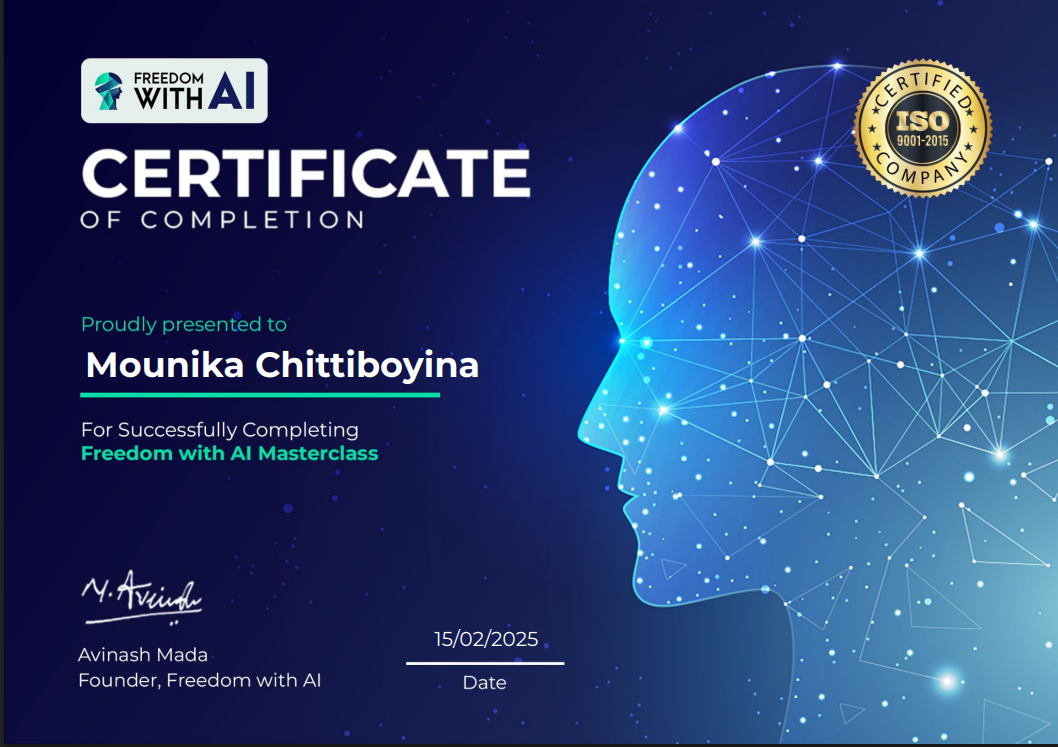 FREEDOM
WITH AI
CERTIFIED
ISO
9001-2015
COMPANY
CERTIFICATE
OF COMPLETION
Proudly presented to
Mounika Chittiboyina
For Successfully Completing
Freedom with AI Masterclass
Avinash Mada
Founder, Freedom with AI
15/02/2025
Date